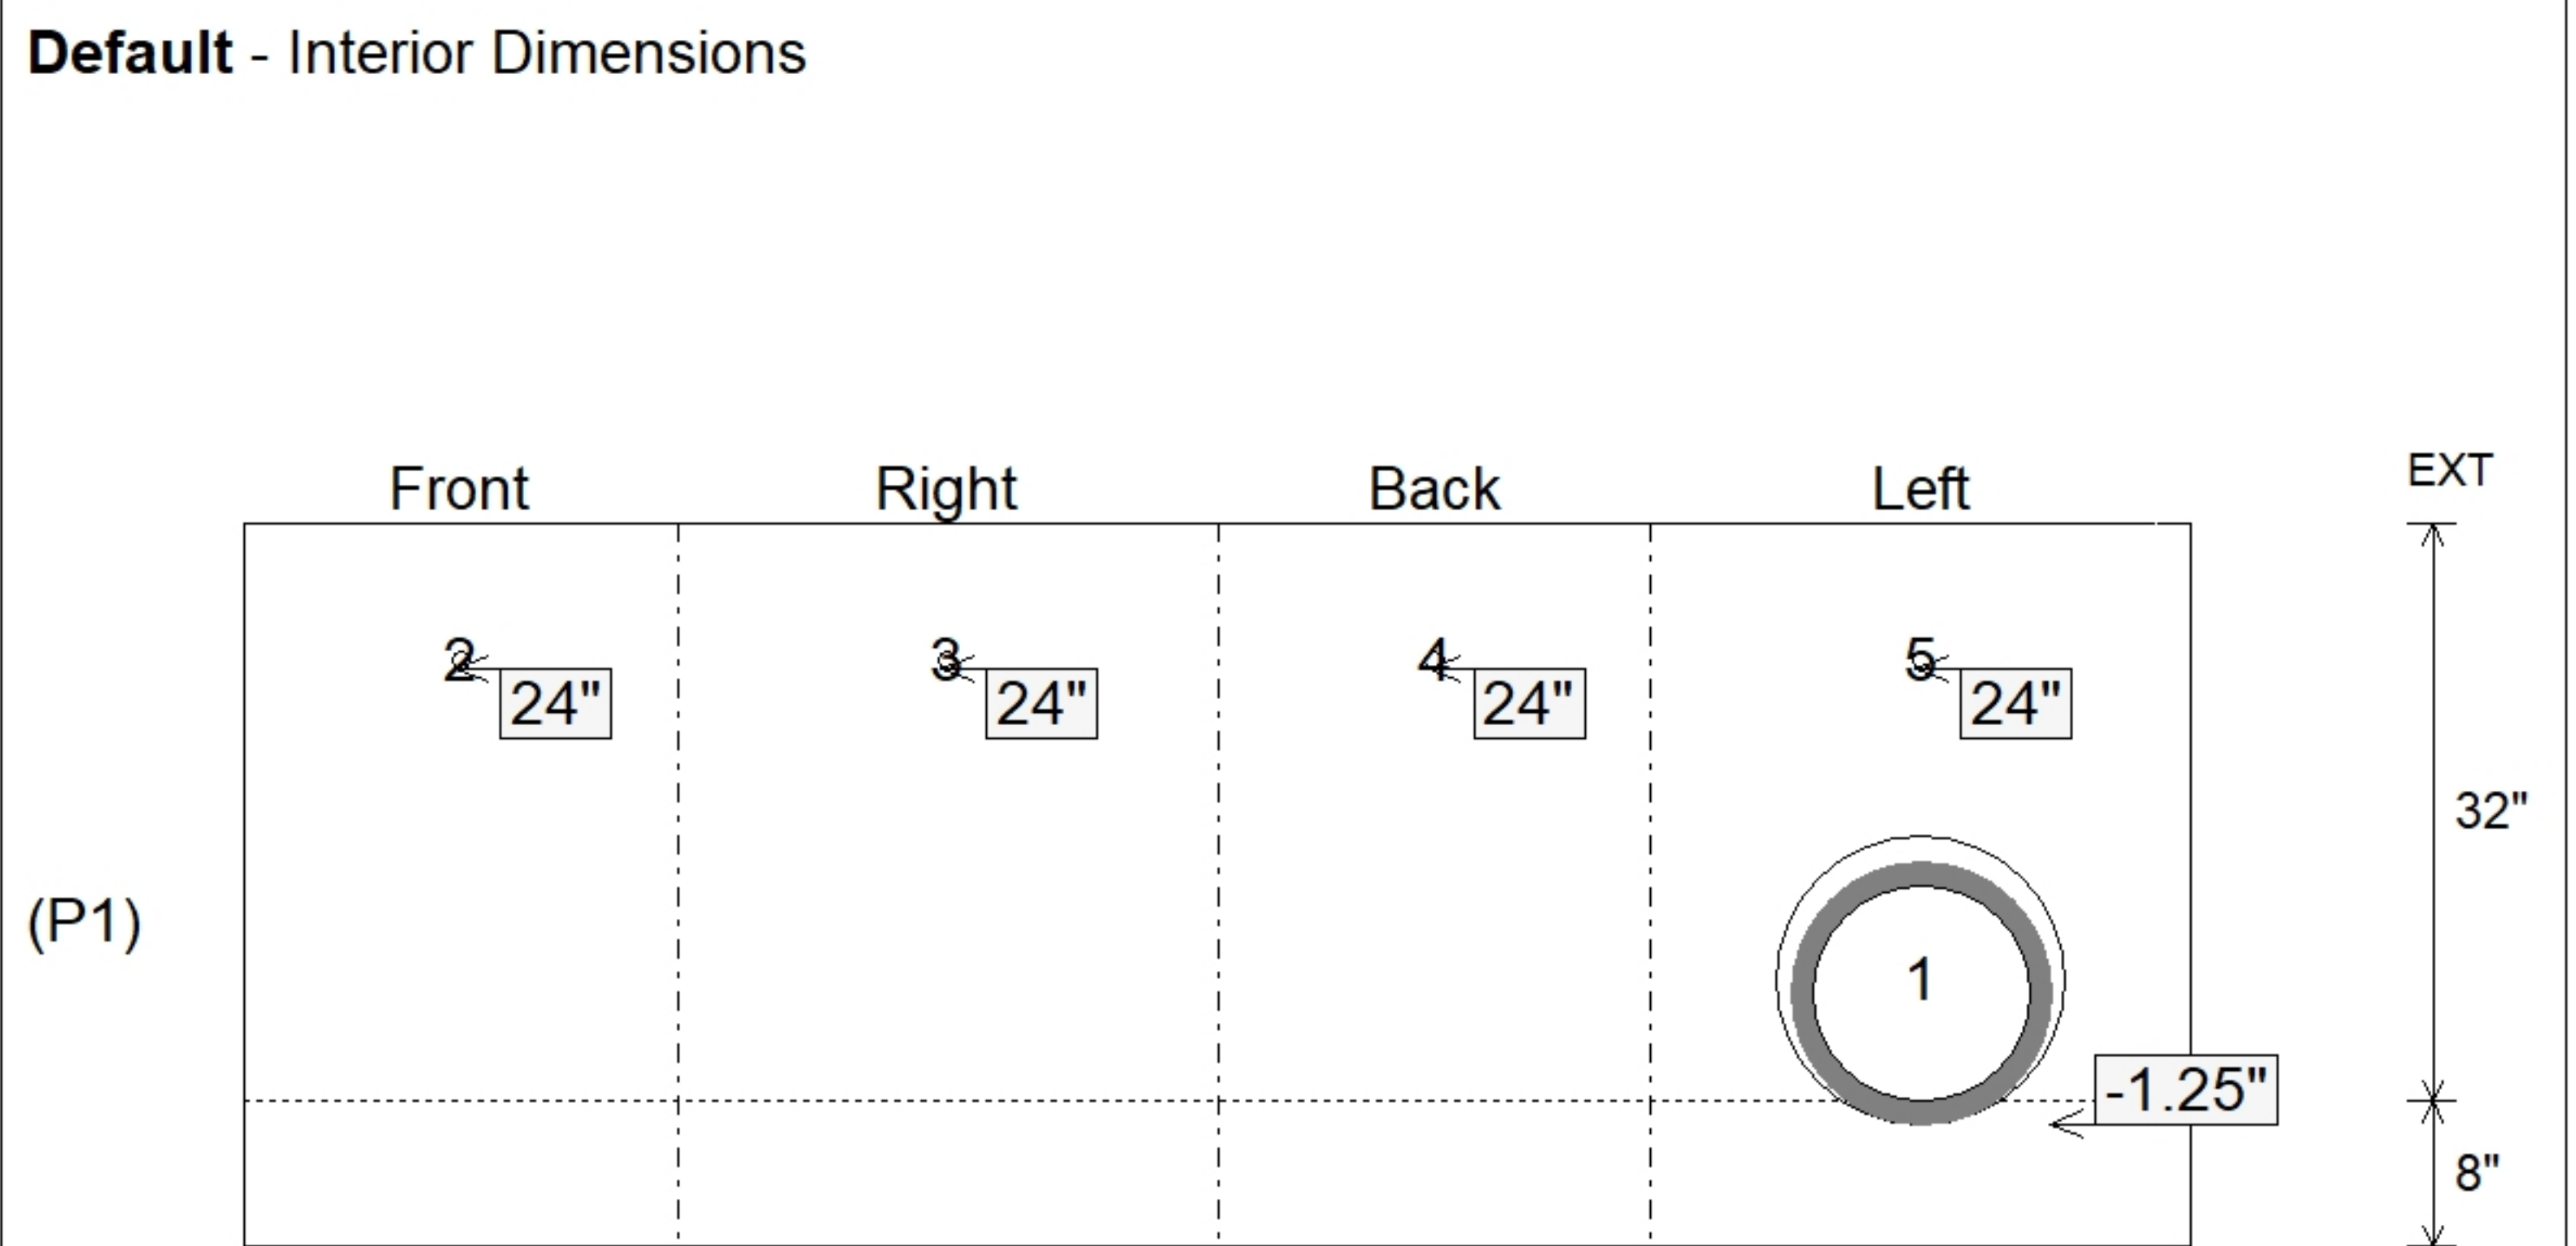 Default - Interior Dimensions
Front Right Back Left EXT
2 3 4 5
24" 24" 24" 24"
32"
(P1)
1
-1.25"
8"